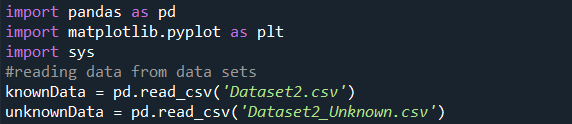 import pandas as pd
import matplotlib.pyplot as plt
import sys
#reading data from data sets
knownData = pd.read_csv('Dataset2.csv')
unknownData = pd.read_csv('Dataset2_Unknown.csv')